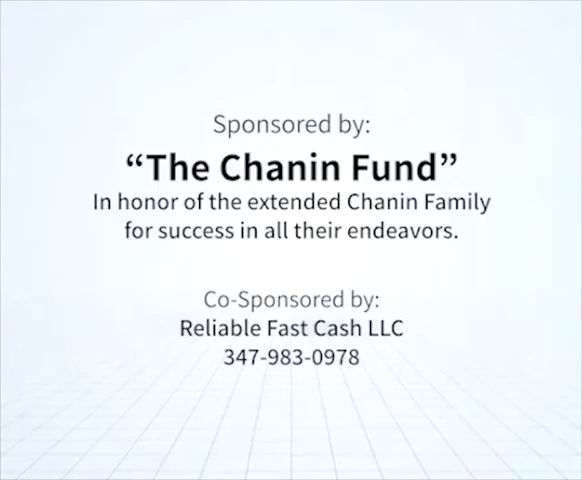 Sponsored by:
“The Chanin Fund”
In honor of the extended Chanin Family
for success in all their endeavors.
Co-Sponsored by:
Reliable Fast Cash LLC
347-983-0978